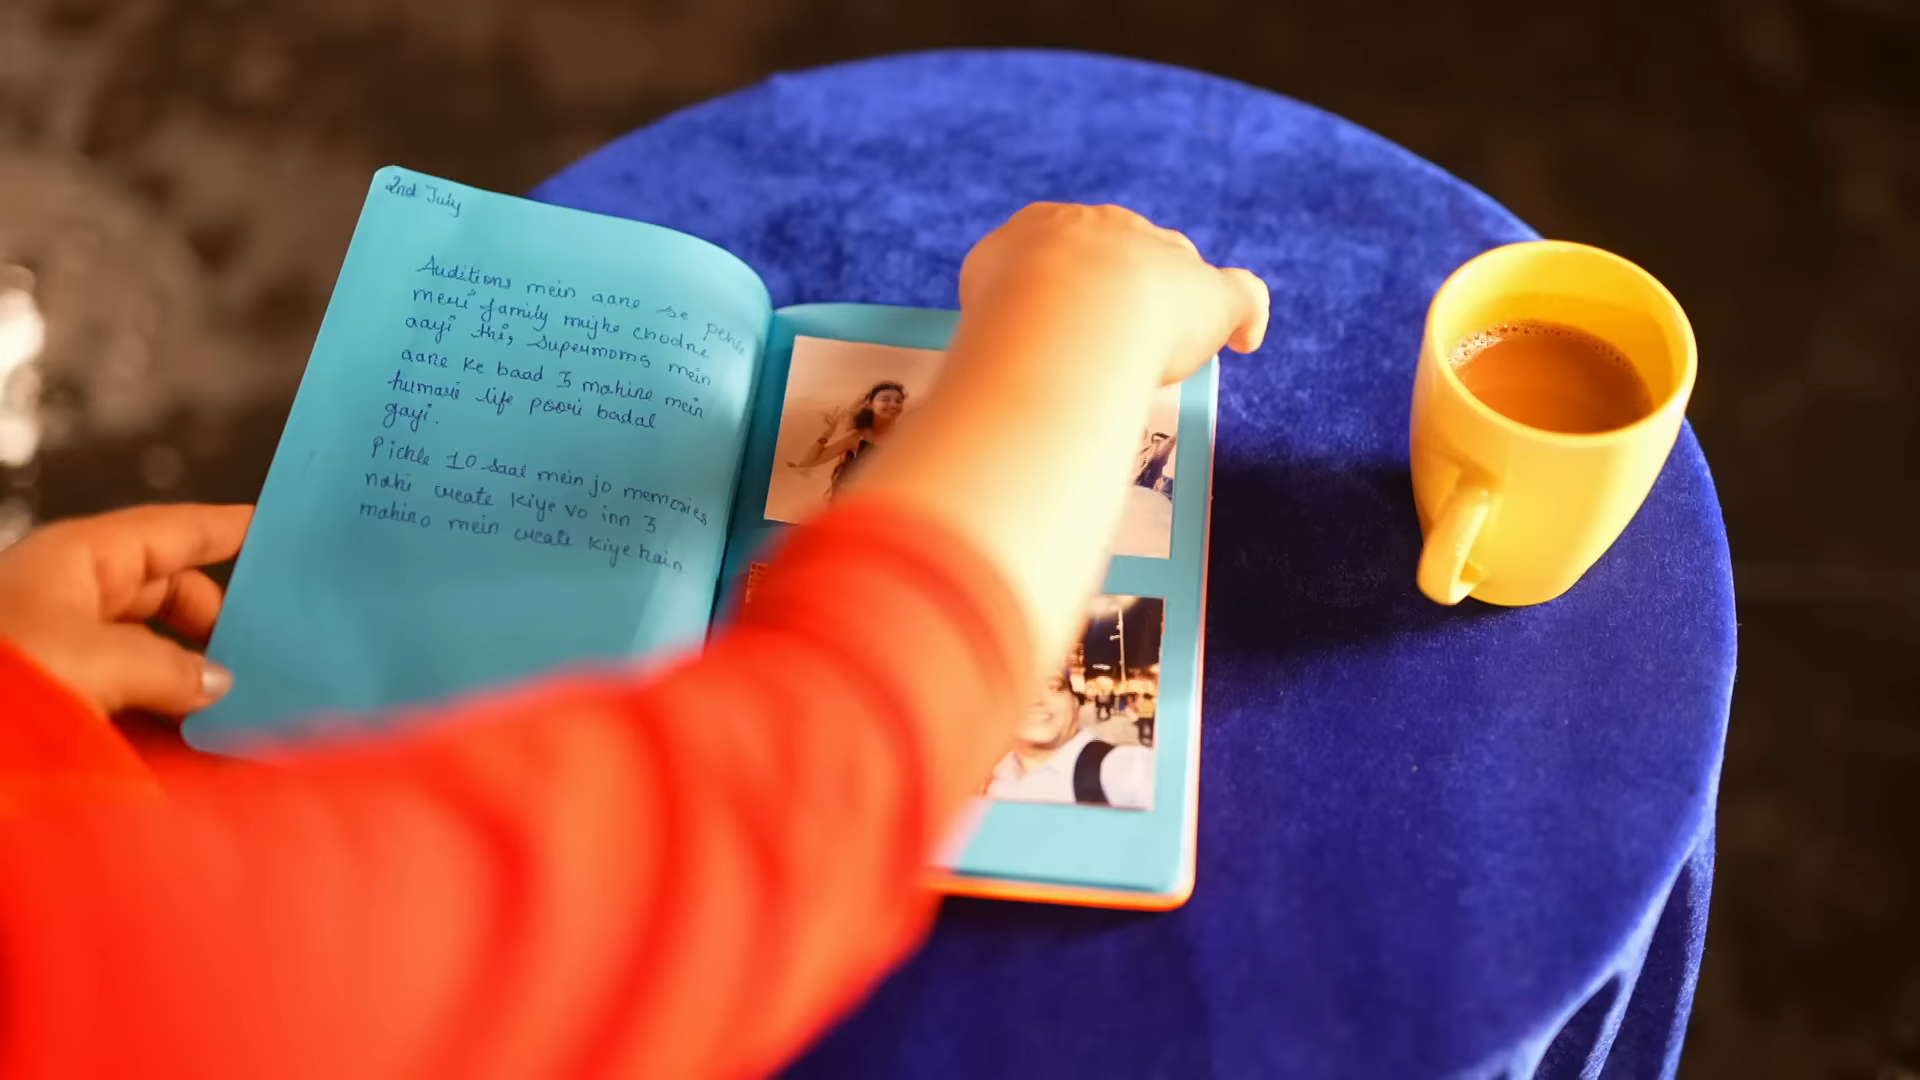 2nd July
Auditions mein aane se pehle
meri family mujhe chodne
aayi thi, Supermoms mein
aane ke baad 3 mahine mein
humari life poori badal
gayi.
Pichle 10 saal mein jo memories
nahi create kiye vo inn 3
mahino mein create kiye hain.